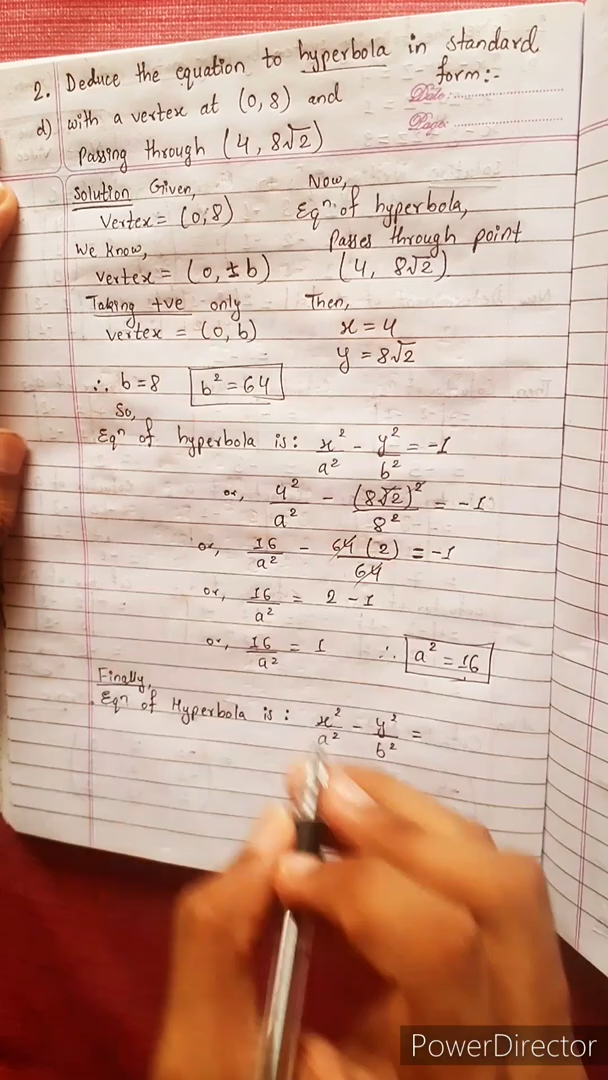 2. Deduce the equation to hyperbola in standard form:-
d) with a vertex at (0, 8) and
Passing through (4, 8√2)
Date:
Page:
Solution Given,
Vertex = (0, 8)
We know,
vertex = (0, ±b)
Taking +ve only
vertex = (0, b)
∴ b = 8 b² = 64
Now,
Eqⁿ of hyperbola,
Passes through point
(4, 8√2)
Then,
x = 4
y = 8√2
So,
Eqⁿ of hyperbola is: x²/a² - y²/b² = -1
or, 4²/a² - (8√2)²/8² = -1
or, 16/a² - 64(2)/64 = -1
or, 16/a² = 2 - 1
or, 16/a² = 1 ∴ a² = 16
Finally,
Eqⁿ of Hyperbola is: x²/a² - y²/b² =
PowerDirector